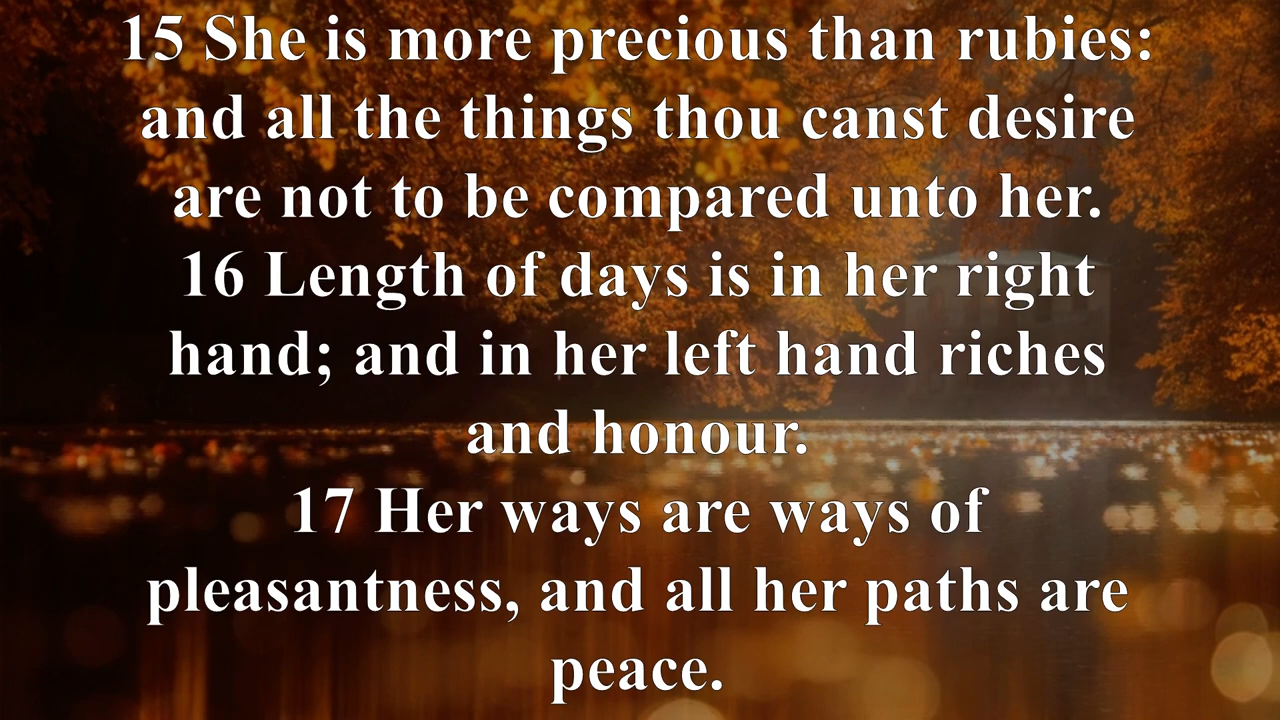 15 She is more precious than rubies:
and all the things thou canst desire
are not to be compared unto her.
16 Length of days is in her right
hand; and in her left hand riches
and honour.
17 Her ways are ways of
pleasantness, and all her paths are
peace.